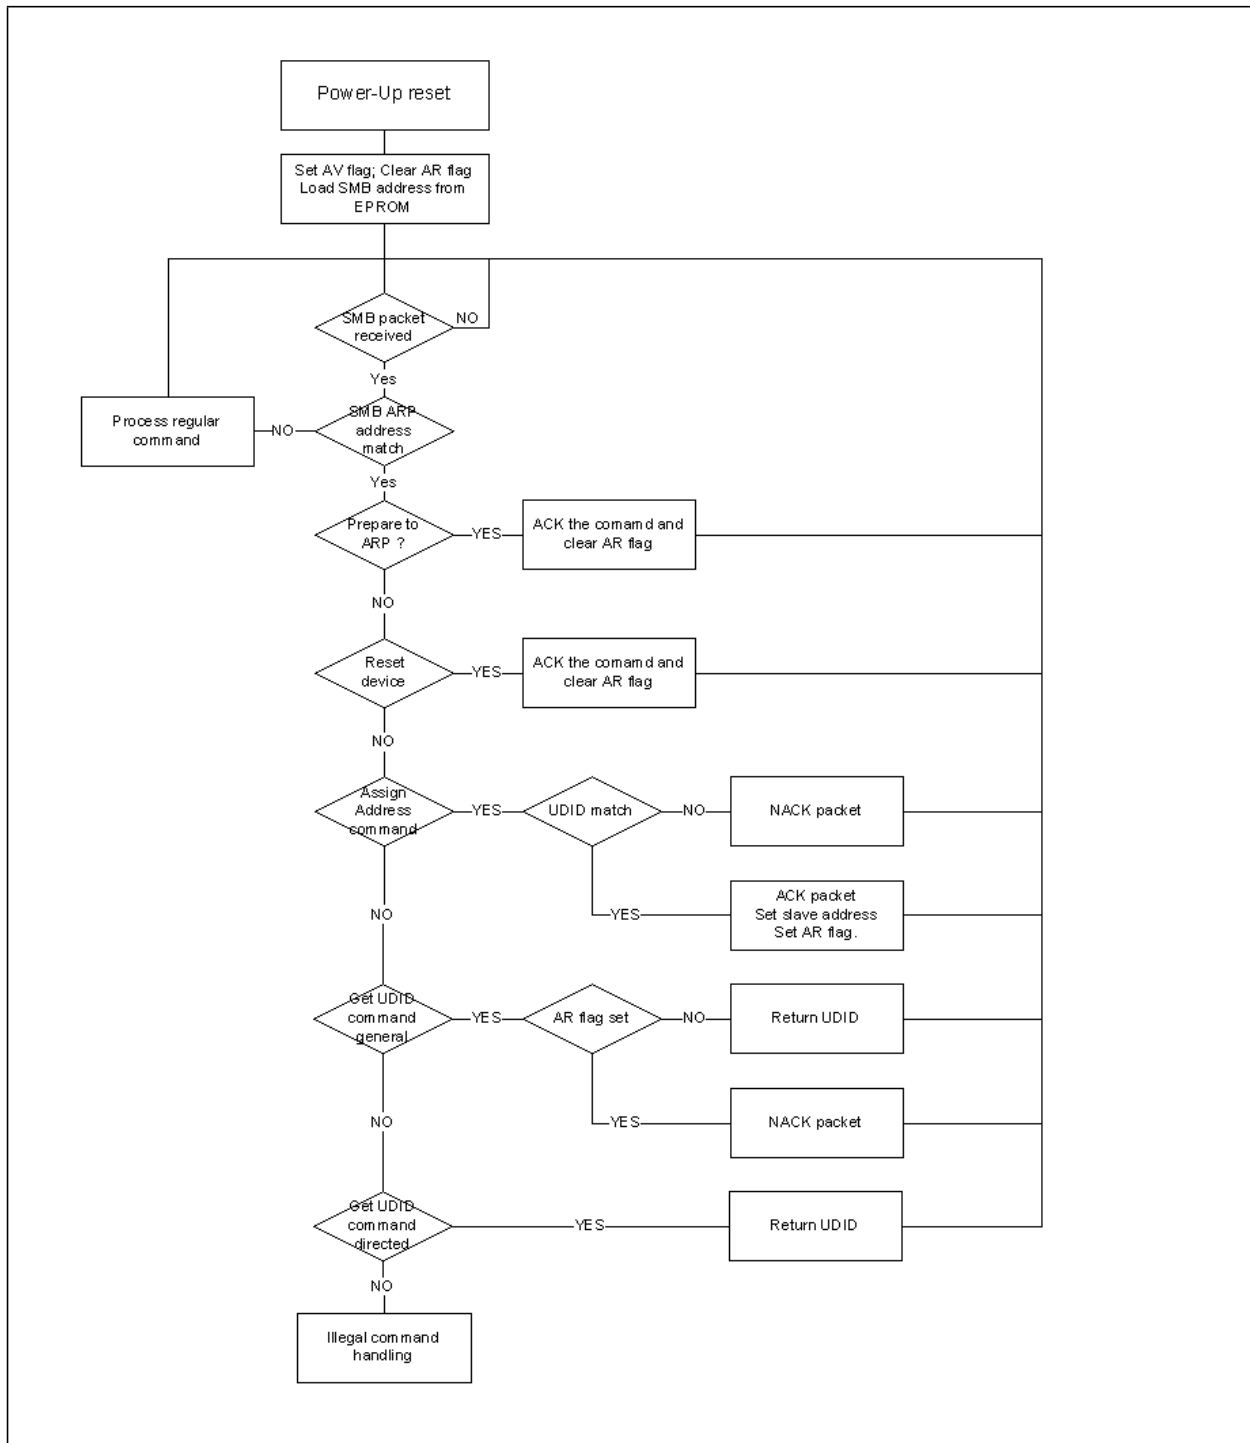 Power-Up reset
Set AV flag; Clear AR flag
Load SMB address from
EPROM
SMB packet
received
NO
Yes
Process regular
command
NO
SMB ARP
address
match
Yes
Prepare to
ARP ?
YES
ACK the comamd and
clear AR flag
NO
Reset
device
YES
ACK the comamd and
clear AR flag
NO
Assign
Address
command
YES
UDID match
NO
NACK packet
NO
YES
ACK packet
Set slave address
Set AR flag.
Get UDID
command
general
YES
AR flag set
NO
Return UDID
NO
YES
NACK packet
Get UDID
command
directed
YES
Return UDID
NO
Illegal command
handling